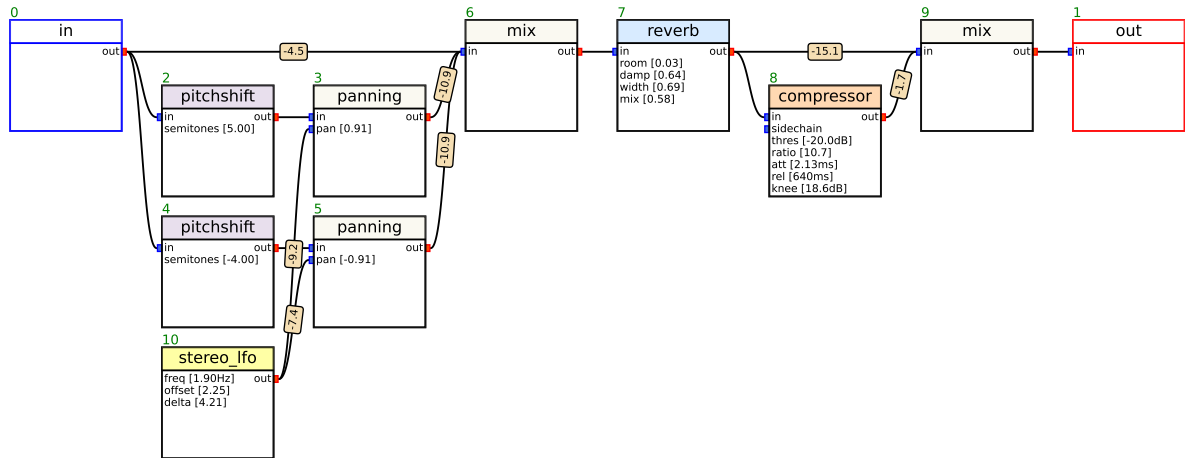 0
in
out
-4.5
2
pitchshift
in
out
semitones [5.00]
3
panning
in
out
pan [0.91]
-10.9
-10.9
4
pitchshift
in
out
semitones [-4.00]
5
panning
in
out
pan [-0.91]
-9.2
-7.4
10
stereo_lfo
freq [1.90Hz]
out
offset [2.25]
delta [4.21]
6
mix
in
out
7
reverb
in
out
room [0.03]
damp [0.64]
width [0.69]
mix [0.58]
-15.1
8
compressor
in
out
sidechain
thres [-20.0dB]
ratio [10.7]
att [2.13ms]
rel [640ms]
knee [18.6dB]
-1.7
9
mix
in
out
1
out
in